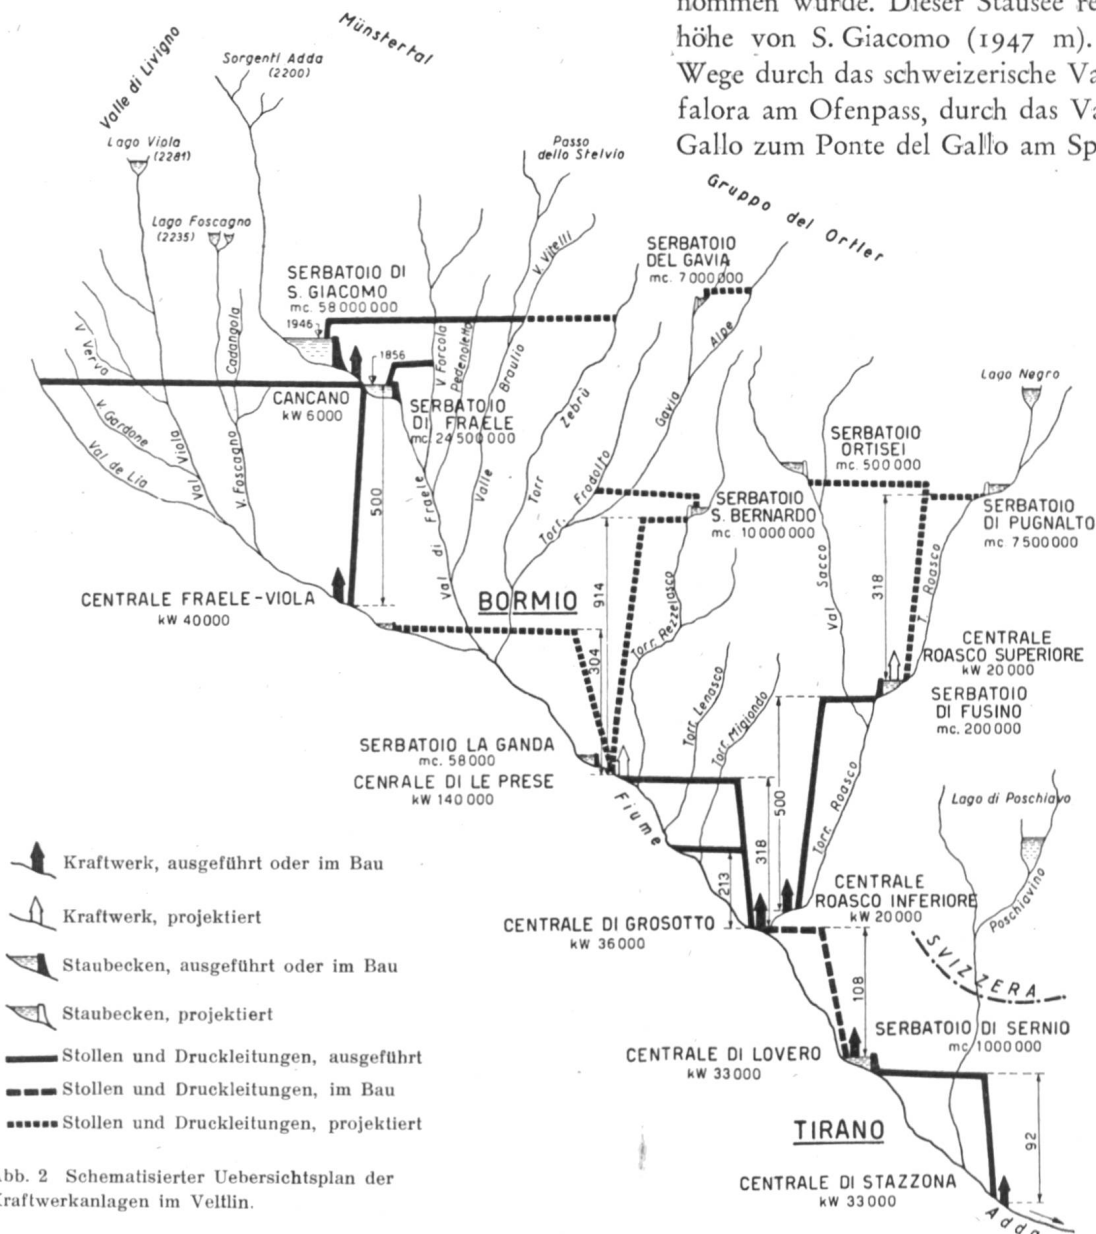 nommen wurde. Dieser Stausee re
höhe von S. Giacomo (1947 m).
Wege durch das schweizerische Va
falora am Ofenpass, durch das Va
Gallo zum Ponte del Gallo am Sp
Münstertal
Valle di Livigno
Sorgenti Adda
(2200)
Lago Viola
(2281)
Passo
dello Stelvio
Gruppo del Ortler
Lago Foscagno
(2235)
V. Vitelli
SERBATOIO
DEL GAVIA
mc. 7 000 000
SERBATOIO DI
S. GIACOMO
mc. 58 000 000
1946
1856
V. Verva
Cadangola
V. Forcola
Pedenoletto
Braulio
Valle
Zebrù
Torr
Alpe
Gavia
Lago Negro
CANCANO
kW 6000
SERBATOIO
DI FRAELE
mc. 24 500 000
V. Gardone
Val de Lia
Val Viola
V. Foscagno
500
Val di Fraele
Torr. Frodolto
SERBATOIO
ORTISEI
mc. 500 000
SERBATOIO
S. BERNARDO
mc. 10 000 000
SERBATOIO
DI PUGNALTO
mc 7 500 000
914
318
Val Sacco
T. Roasco
CENTRALE FRAELE-VIOLA
kW 40 000
BORMIO
304
Torr. Rezzelasco
CENTRALE
ROASCO SUPERIORE
kW 20 000
SERBATOIO
DI FUSINO
mc. 200 000
Torr Lenasco
Torr. Migiondo
SERBATOIO LA GANDA
mc. 58 000
CENRALE DI LE PRESE
kW 140 000
Fiume
500
318
213
Torr. Roasco
Lago di Poschiavo
Poschiavino
CENTRALE
ROASCO INFERIORE
kW 20 000
CENTRALE DI GROSOTTO
kW 36 000
SVIZZERA
108
SERBATOIO DI SERNIO
mc 1 000 000
CENTRALE DI LOVERO
kW 33 000
TIRANO
92
CENTRALE DI STAZZONA
kW 33 000
Adda
Kraftwerk, ausgeführt oder im Bau
Kraftwerk, projektiert
Staubecken, ausgeführt oder im Bau
Staubecken, projektiert
Stollen und Druckleitungen, ausgeführt
Stollen und Druckleitungen, im Bau
Stollen und Druckleitungen, projektiert
bb. 2 Schematisierter Uebersichtsplan der
Kraftwerkanlagen im Veltlin.